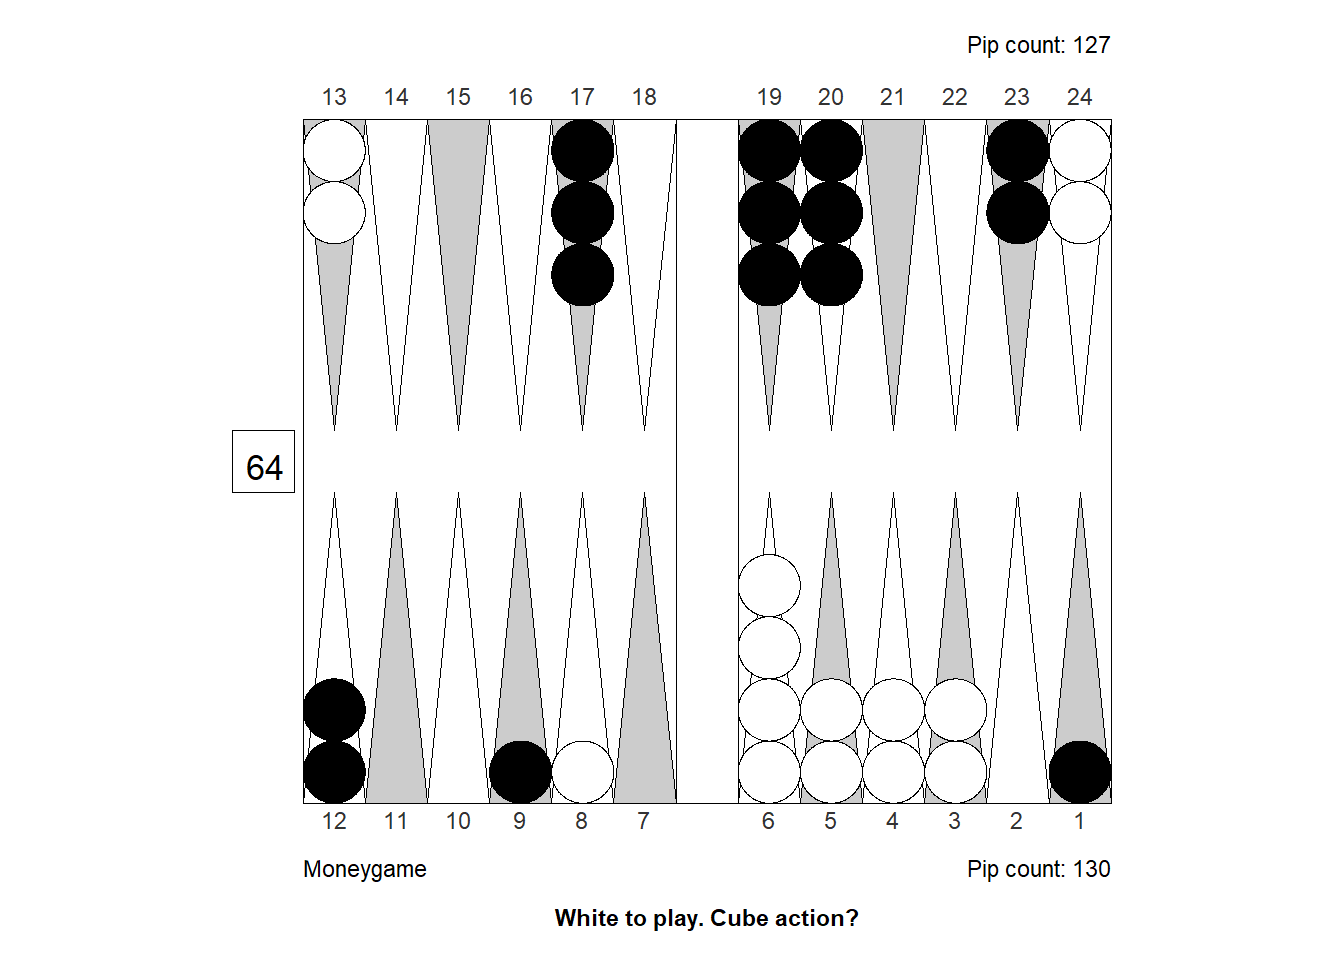 Pip count: 127
13 14 15 16 17 18 19 20 21 22 23 24
64
12 11 10 9 8 7 6 5 4 3 2 1
Moneygame Pip count: 130
White to play. Cube action?